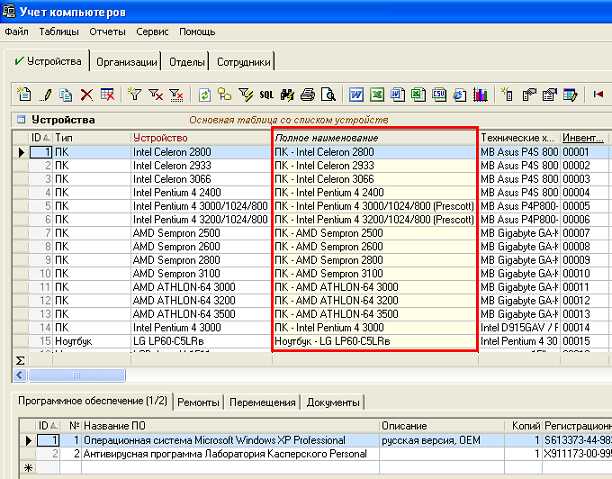 Учет компьютеров
Файл Таблицы Отчеты Сервис Помощь
Устройства Организации Отделы Сотрудники
SQL
Устройства Основная таблица со списком устройств
ID Тип Устройство Полное наименование Технические х... Инвент...
1 ПК Intel Celeron 2800 ПК - Intel Celeron 2800 MB Asus P4S 800 00001
2 ПК Intel Celeron 2933 ПК - Intel Celeron 2933 MB Asus P4S 800 00002
3 ПК Intel Celeron 3066 ПК - Intel Celeron 3066 MB Asus P4S 800 00003
4 ПК Intel Pentium 4 2400 ПК - Intel Pentium 4 2400 MB Asus P4S 800 00004
5 ПК Intel Pentium 4 3000/1024/800 ПК - Intel Pentium 4 3000/1024/800 (Prescott) MB Asus P4P800- 00005
6 ПК Intel Pentium 4 3200/1024/800 ПК - Intel Pentium 4 3200/1024/800 (Prescott) MB Asus P4P800- 00006
7 ПК AMD Sempron 2500 ПК - AMD Sempron 2500 MB Gigabyte GA-K 00007
8 ПК AMD Sempron 2600 ПК - AMD Sempron 2600 MB Gigabyte GA-K 00008
9 ПК AMD Sempron 2800 ПК - AMD Sempron 2800 MB Gigabyte GA-K 00009
10 ПК AMD Sempron 3100 ПК - AMD Sempron 3100 MB Gigabyte GA-K 00010
11 ПК AMD ATHLON-64 3000 ПК - AMD ATHLON-64 3000 MB Gigabyte GA-K 00011
12 ПК AMD ATHLON-64 3200 ПК - AMD ATHLON-64 3200 MB Gigabyte GA-K 00012
13 ПК AMD ATHLON-64 3500 ПК - AMD ATHLON-64 3500 MB Gigabyte GA-K 00013
14 ПК Intel Pentium 4 3000 ПК - Intel Pentium 4 3000 Intel D915GAV / F 00014
15 Ноутбук LG LP60-C5LRв Ноутбук - LG LP60-C5LRв Intel Pentium 4 30 00015
Σ
Программное обеспечение (1/2) Ремонты Перемещения Документы
ID № Название ПО Описание Копий Регистрацион
1 1 Операционная система Microsoft Windows XP Professional русская версия, OEM 1 S613373-44-983
2 2 Антивирусная программа Лаборатория Касперского Personal 1 X911173-00-995